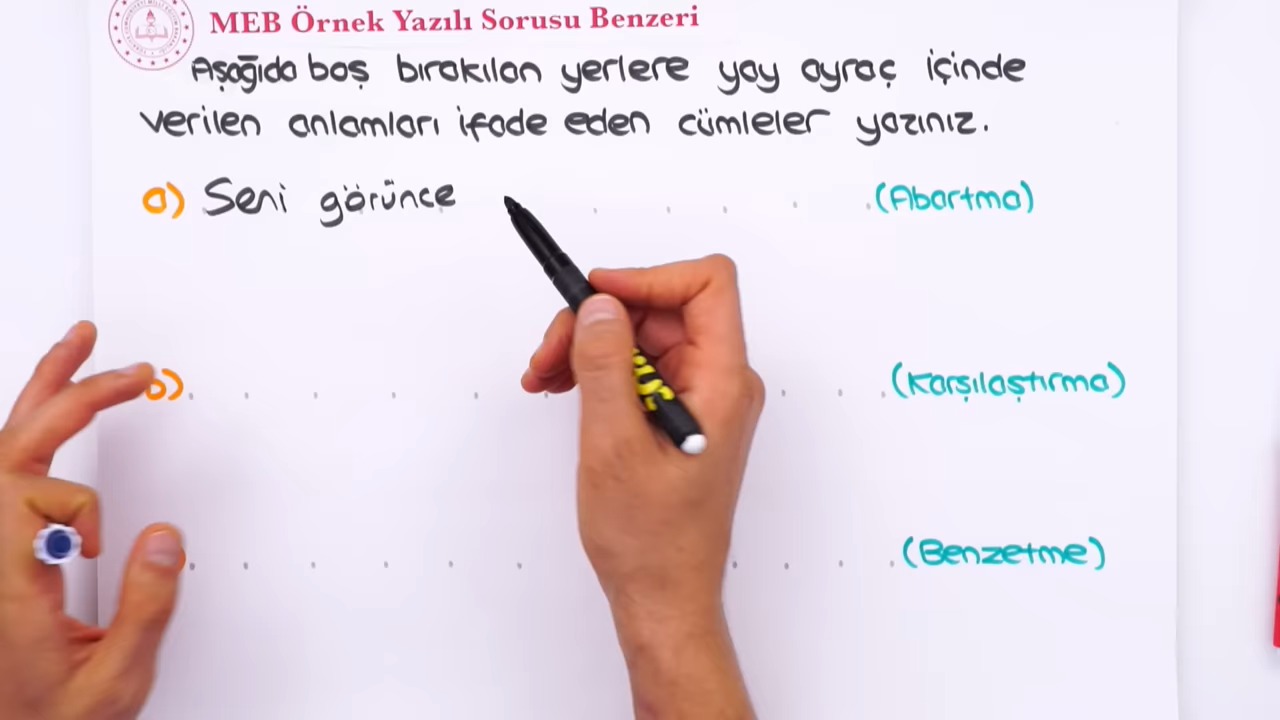 MEB Örnek Yazılı Sorusu Benzeri
Aşağıda boş bırakılan yerlere yay ayraç içinde
verilen anlamları ifade eden cümleler yazınız.
a) Seni görünce . . . . . (Abartma)
b) . . . . . . . . (Karşılaştırma)
. . . . . . . . . (Benzetme)